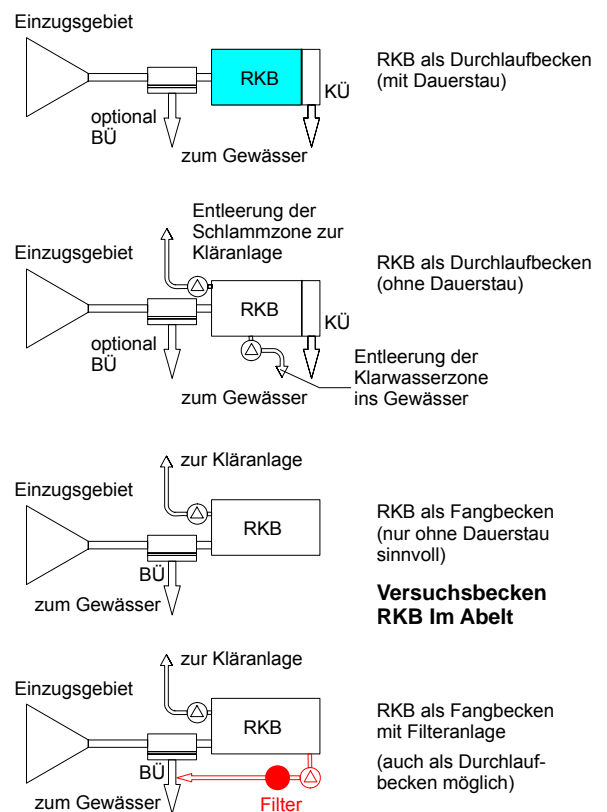 Einzugsgebiet
RKB
KÜ
optional
BÜ
zum Gewässer
RKB als Durchlaufbecken
(mit Dauerstau)
Entleerung der
Schlammzone zur
Kläranlage
Einzugsgebiet
RKB
KÜ
optional
BÜ
zum Gewässer
Entleerung der
Klarwasserzone
ins Gewässer
RKB als Durchlaufbecken
(ohne Dauerstau)
zur Kläranlage
Einzugsgebiet
RKB
BÜ
zum Gewässer
RKB als Fangbecken
(nur ohne Dauerstau
sinnvoll)
Versuchsbecken
RKB Im Abelt
zur Kläranlage
Einzugsgebiet
RKB
BÜ
zum Gewässer
Filter
RKB als Fangbecken
mit Filteranlage
(auch als Durchlauf-
becken möglich)